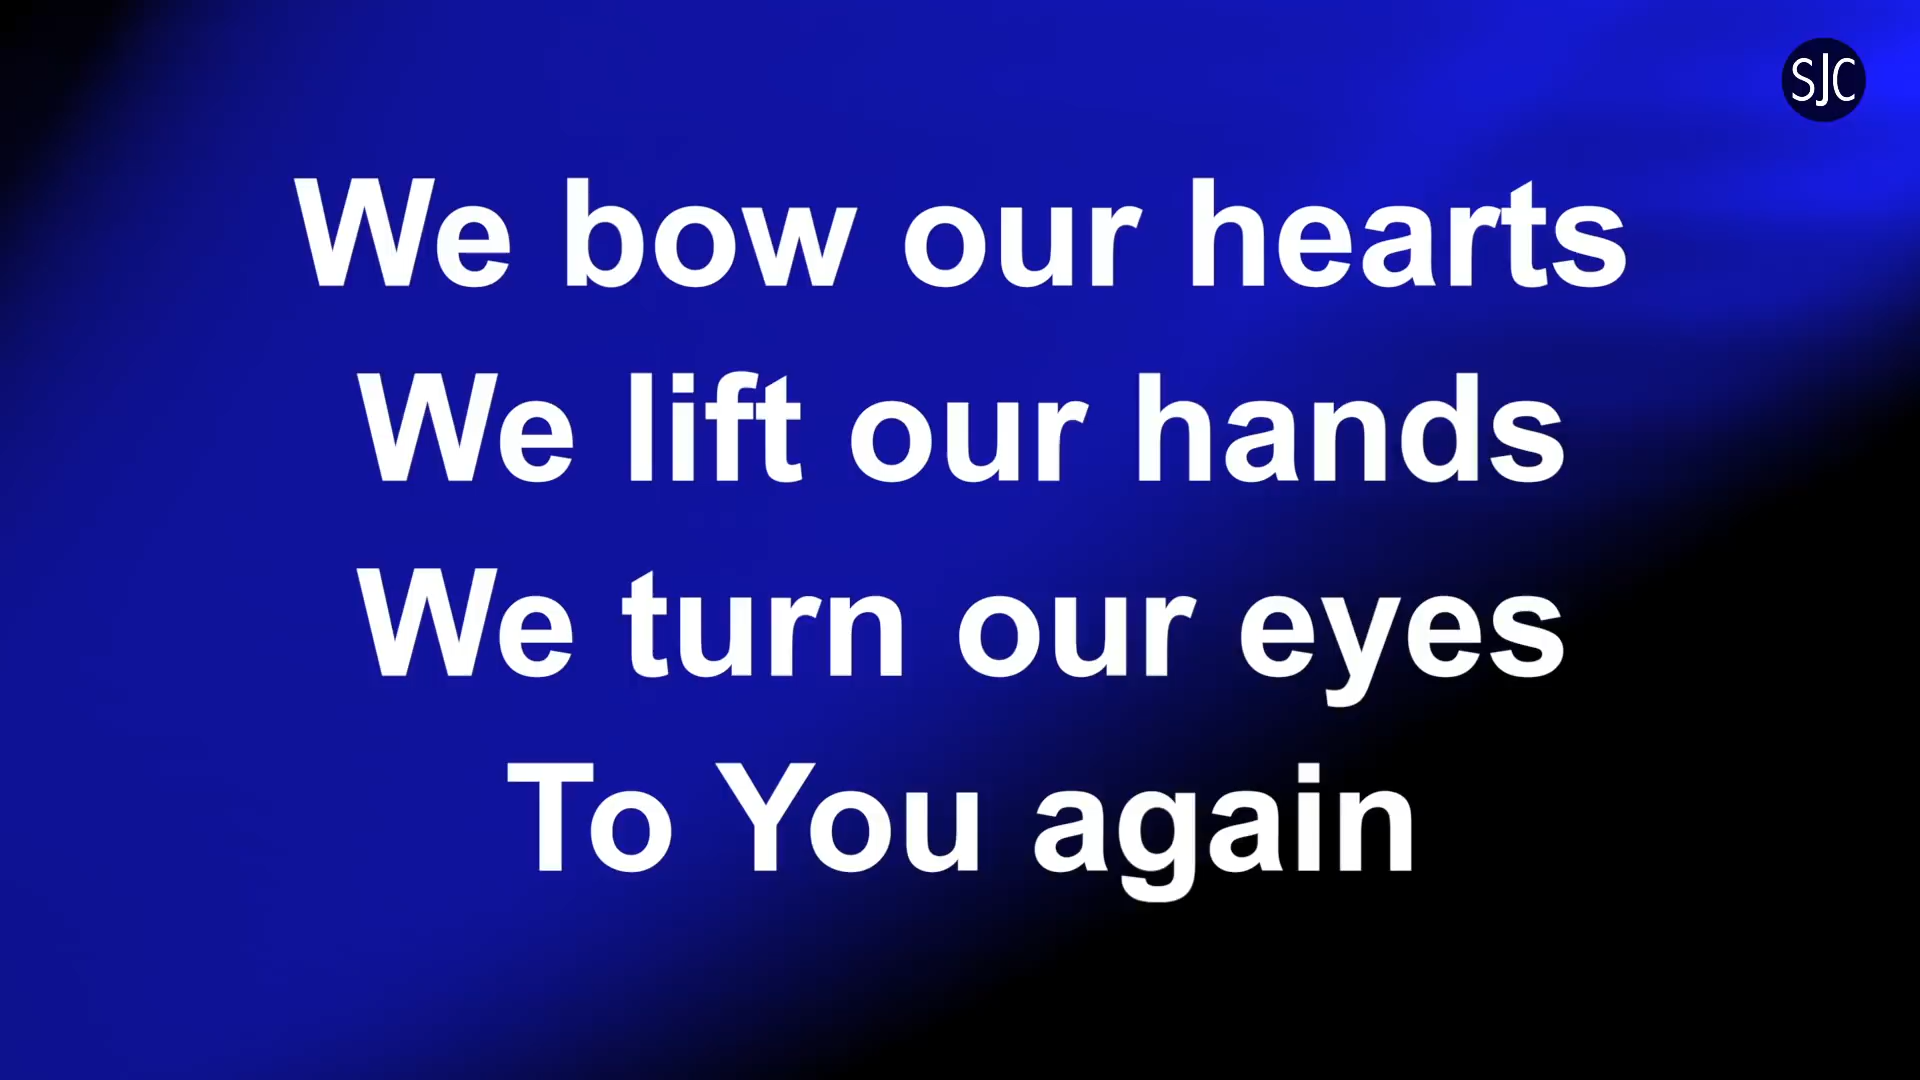 SJC
We bow our hearts
We lift our hands
We turn our eyes
To You again